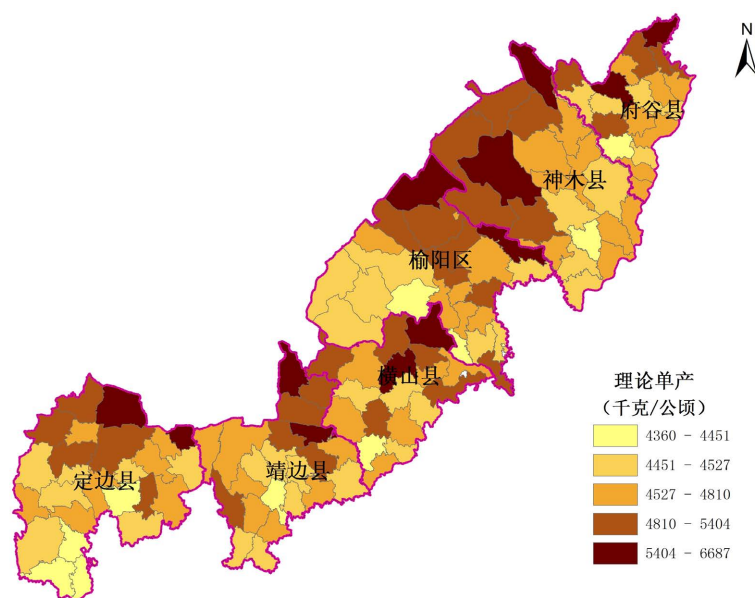 N
府谷县
神木县
榆阳区
横山县
靖边县
定边县
理论单产
（千克/公顷）
4360 - 4451
4451 - 4527
4527 - 4810
4810 - 5404
5404 - 6687